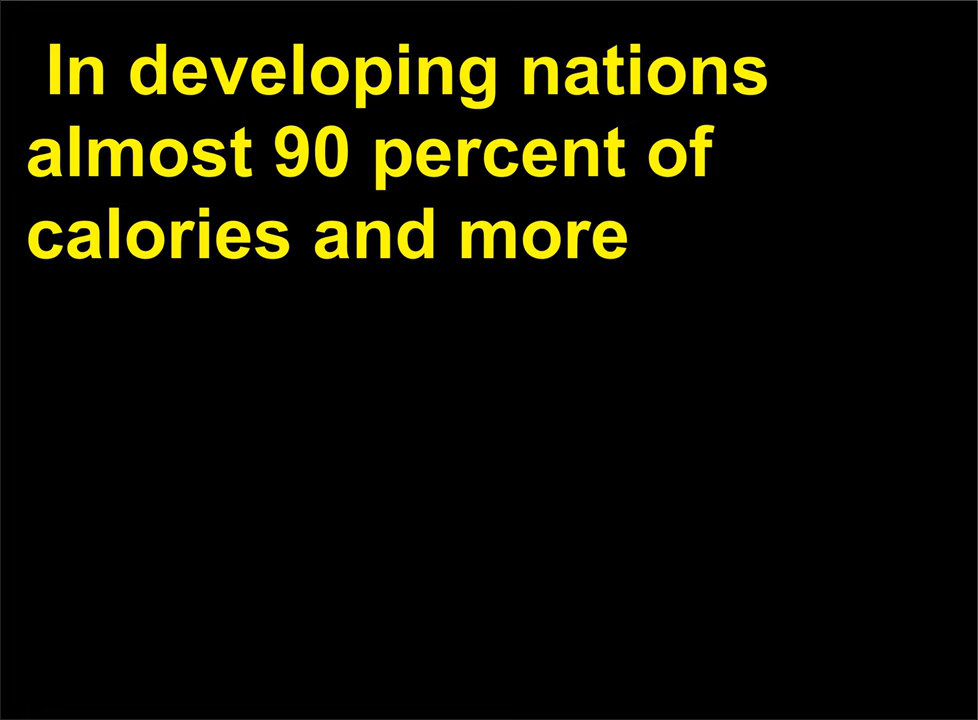 In developing nations
almost 90 percent of
calories and more